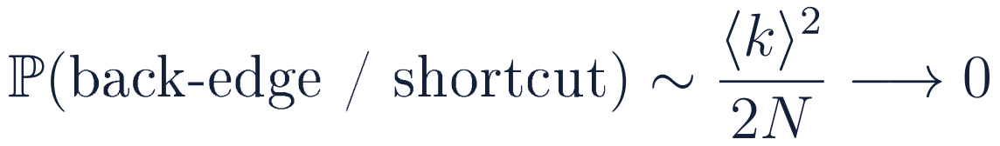 ℙ(back-edge / shortcut) ∼ ⟨k⟩²/2N ⟶ 0